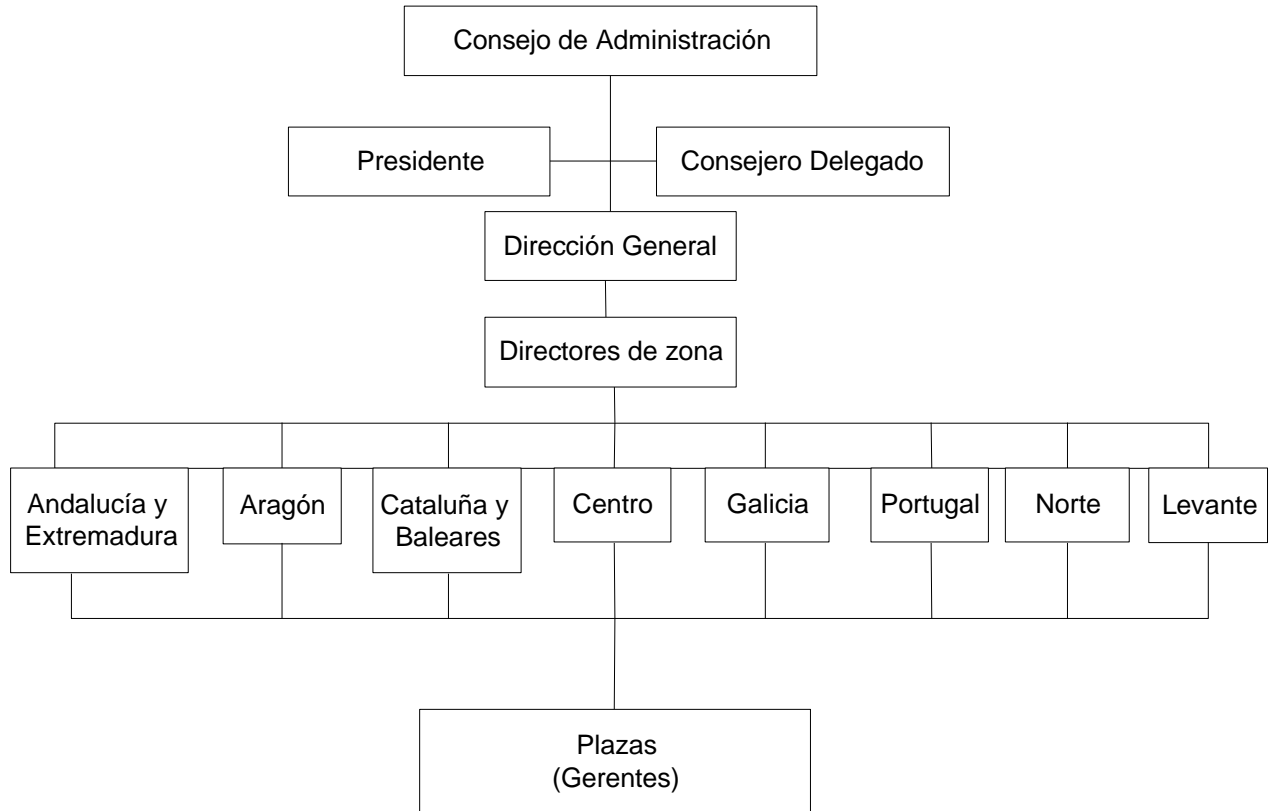 Consejo de Administración
Presidente
Consejero Delegado
Dirección General
Directores de zona
Andalucía y
Extremadura
Aragón
Cataluña y
Baleares
Centro
Galicia
Portugal
Norte
Levante
Plazas
(Gerentes)